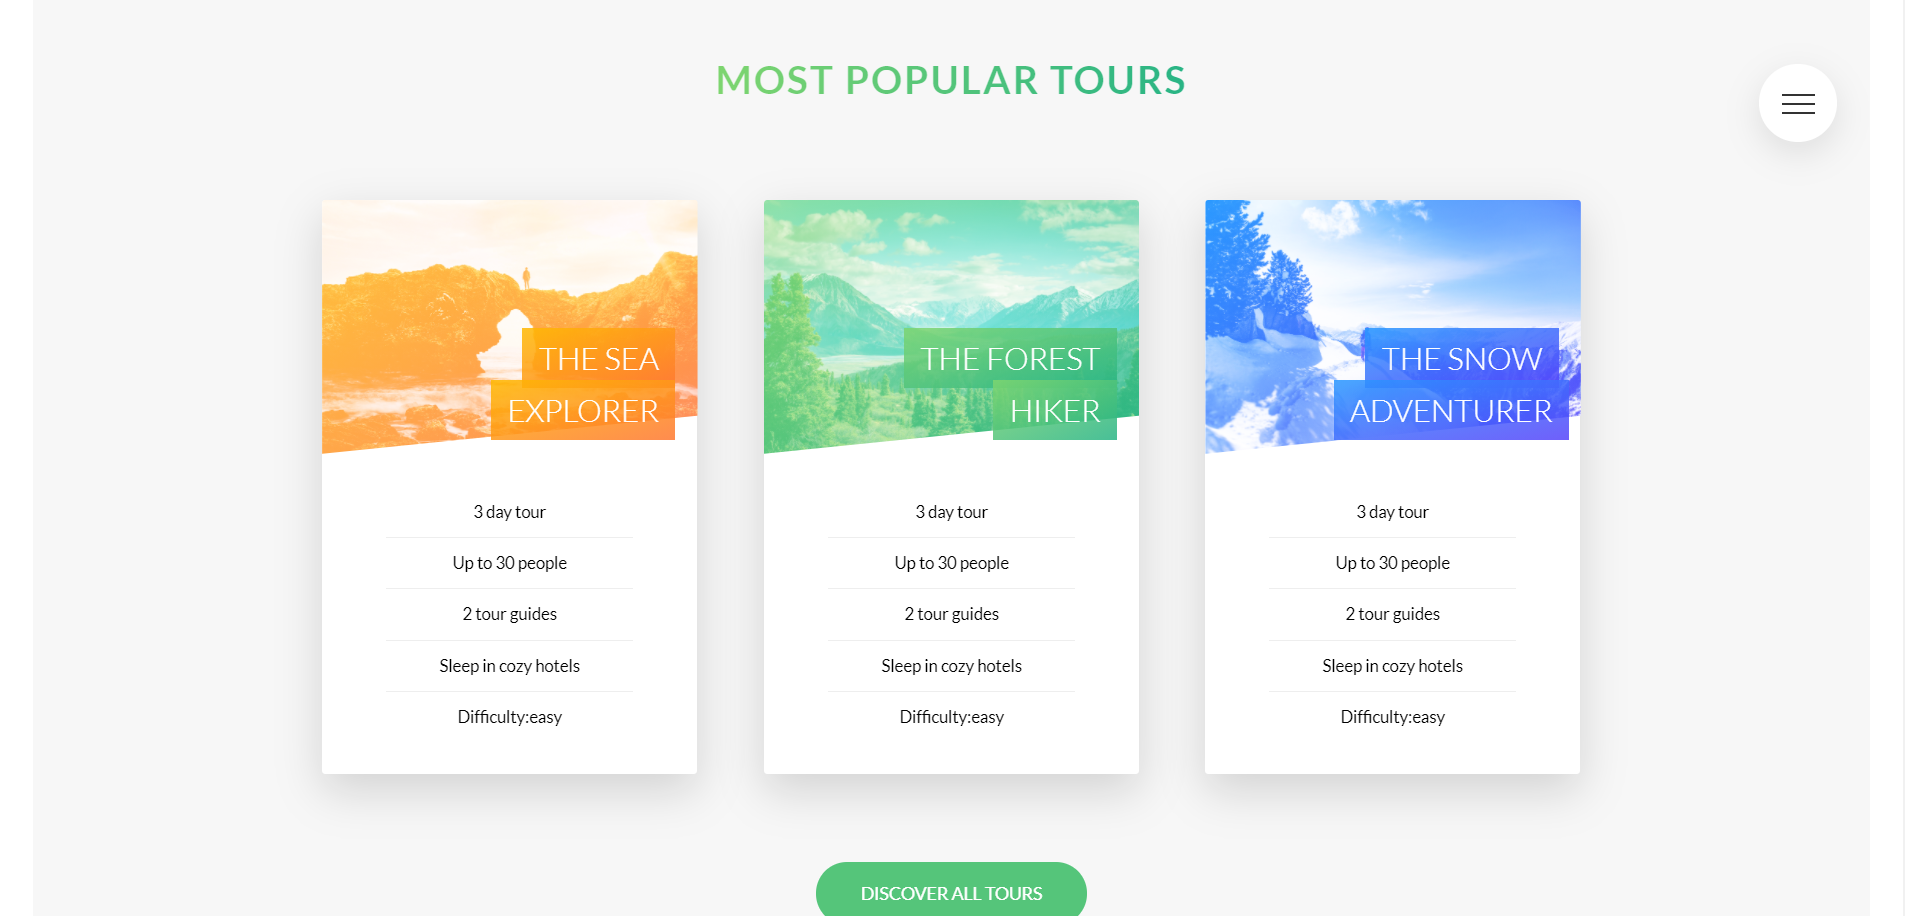 MOST POPULAR TOURS
THE SEA
EXPLORER
3 day tour
Up to 30 people
2 tour guides
Sleep in cozy hotels
Difficulty:easy
THE FOREST
HIKER
3 day tour
Up to 30 people
2 tour guides
Sleep in cozy hotels
Difficulty:easy
THE SNOW
ADVENTURER
3 day tour
Up to 30 people
2 tour guides
Sleep in cozy hotels
Difficulty:easy
DISCOVER ALL TOURS